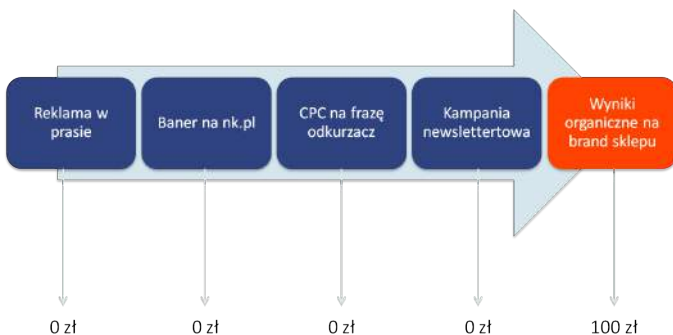 Reklama w
prasie
Baner na nk.pl
CPC na frazę
odkurzacz
Kampania
newslettertowa
Wyniki
organiczne na
brand sklepu
0 zł
0 zł
0 zł
0 zł
100 zł